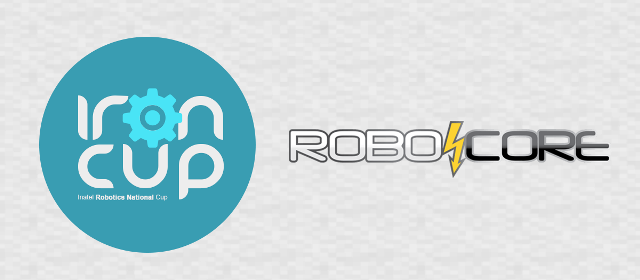 Iron
cup
Inatel Robotics National Cup
ROBOCORE